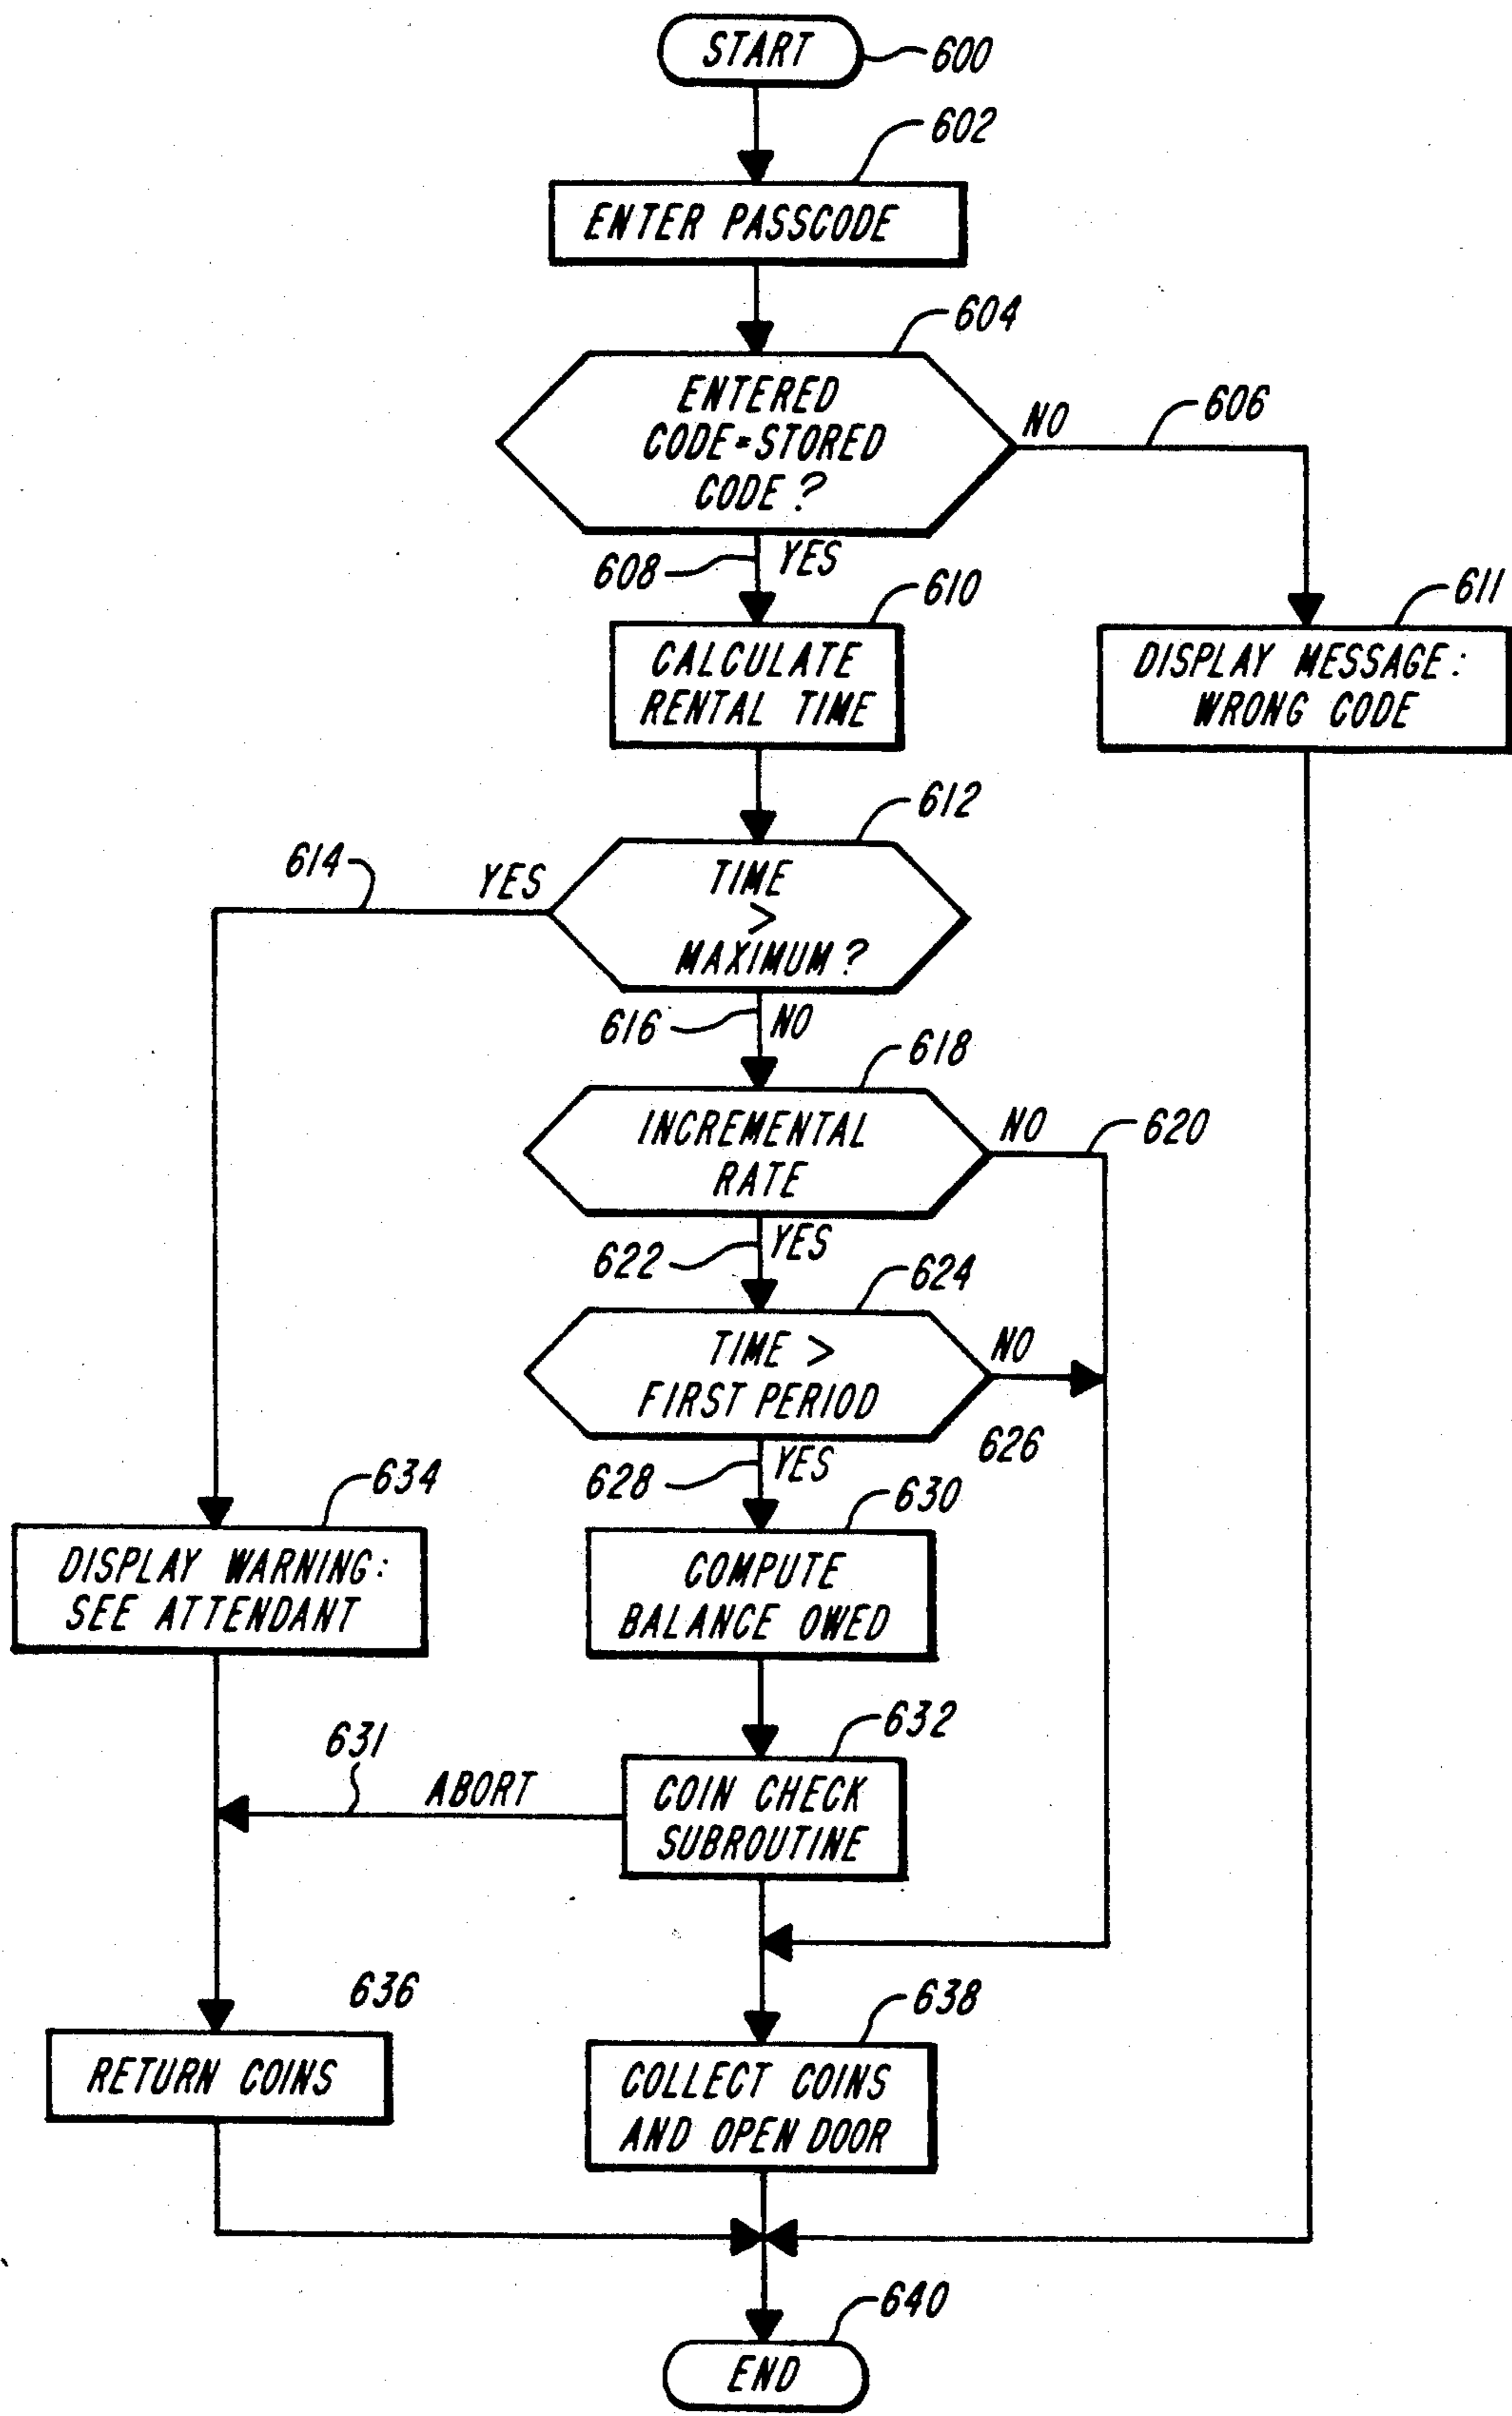 START
600
602
ENTER PASSCODE
604
ENTERED
CODE=STORED
CODE?
NO
606
608
YES
610
611
CALCULATE
RENTAL TIME
DISPLAY MESSAGE:
WRONG CODE
612
614
YES
TIME
>
MAXIMUM?
616
NO
618
INCREMENTAL
RATE
NO
620
622
YES
624
TIME >
FIRST PERIOD
NO
626
628
YES
634
630
DISPLAY WARNING:
SEE ATTENDANT
COMPUTE
BALANCE OWED
632
631
ABORT
COIN CHECK
SUBROUTINE
636
638
RETURN COINS
COLLECT COINS
AND OPEN DOOR
640
END